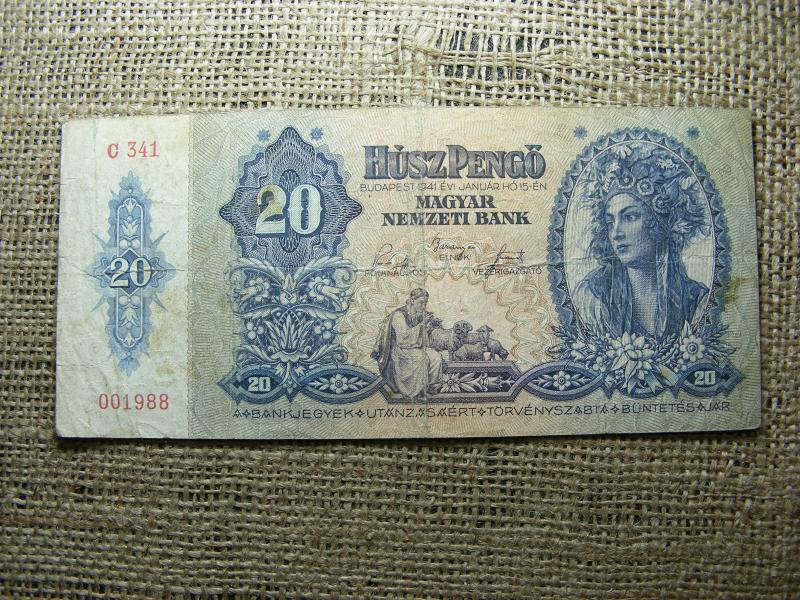 C 341
20
001988
20
20
HÚSZ PENGŐ
BUDAPEST 1941. ÉVI JANUÁR HÓ 15-ÉN
MAGYAR
NEMZETI BANK
ELNÖK
FŐTANÁCSOS VEZÉRIGAZGATÓ
20
A BANKJEGYEK UTÁNZÁSÁÉRT TÖRVÉNYSZABTA BÜNTETÉS JÁR